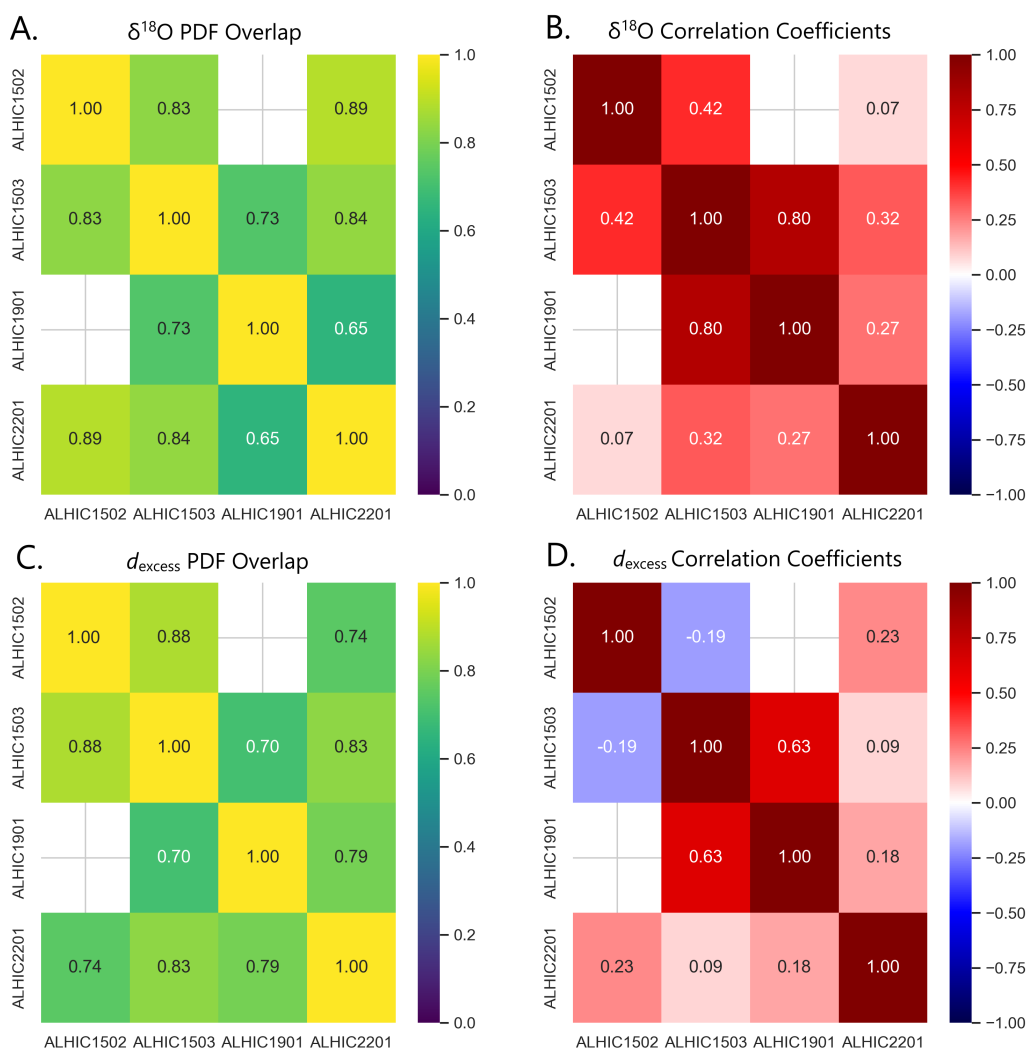 A.
δ¹⁸O PDF Overlap
ALHIC1502
ALHIC1503
ALHIC1901
ALHIC2201
1.00 0.83 0.89
0.83 1.00 0.73 0.84
0.73 1.00 0.65
0.89 0.84 0.65 1.00
ALHIC1502 ALHIC1503 ALHIC1901 ALHIC2201
1.0
0.8
0.6
0.4
0.2
0.0
B.
δ¹⁸O Correlation Coefficients
ALHIC1502
ALHIC1503
ALHIC1901
ALHIC2201
1.00 0.42 0.07
0.42 1.00 0.80 0.32
0.80 1.00 0.27
0.07 0.32 0.27 1.00
ALHIC1502 ALHIC1503 ALHIC1901 ALHIC2201
1.00
0.75
0.50
0.25
0.00
−0.25
−0.50
−0.75
−1.00
C.
dexcess PDF Overlap
ALHIC1502
ALHIC1503
ALHIC1901
ALHIC2201
1.00 0.88 0.74
0.88 1.00 0.70 0.83
0.70 1.00 0.79
0.74 0.83 0.79 1.00
ALHIC1502 ALHIC1503 ALHIC1901 ALHIC2201
1.0
0.8
0.6
0.4
0.2
0.0
D.
dexcess Correlation Coefficients
ALHIC1502
ALHIC1503
ALHIC1901
ALHIC2201
1.00 -0.19 0.23
-0.19 1.00 0.63 0.09
0.63 1.00 0.18
0.23 0.09 0.18 1.00
ALHIC1502 ALHIC1503 ALHIC1901 ALHIC2201
1.00
0.75
0.50
0.25
0.00
−0.25
−0.50
−0.75
−1.00